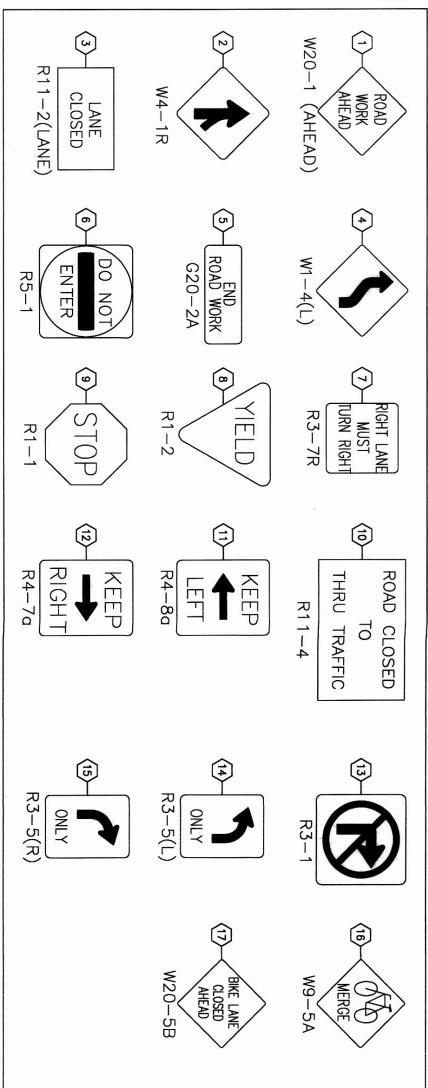 1
ROAD
WORK
AHEAD
W20-1 (AHEAD)
2
W4-1R
3
LANE
CLOSED
R11-2(LANE)
4
W1-4(L)
5
END
ROAD WORK
G20-2A
6
DO NOT
ENTER
R5-1
7
RIGHT LANE
MUST
TURN RIGHT
R3-7R
8
YIELD
R1-2
9
STOP
R1-1
10
ROAD CLOSED
TO
THRU TRAFFIC
R11-4
11
KEEP
LEFT
R4-8a
12
KEEP
RIGHT
R4-7a
13
R3-1
14
ONLY
R3-5(L)
15
ONLY
R3-5(R)
16
MERGE
W9-5A
17
BIKE LANE
CLOSED
AHEAD
W20-5B